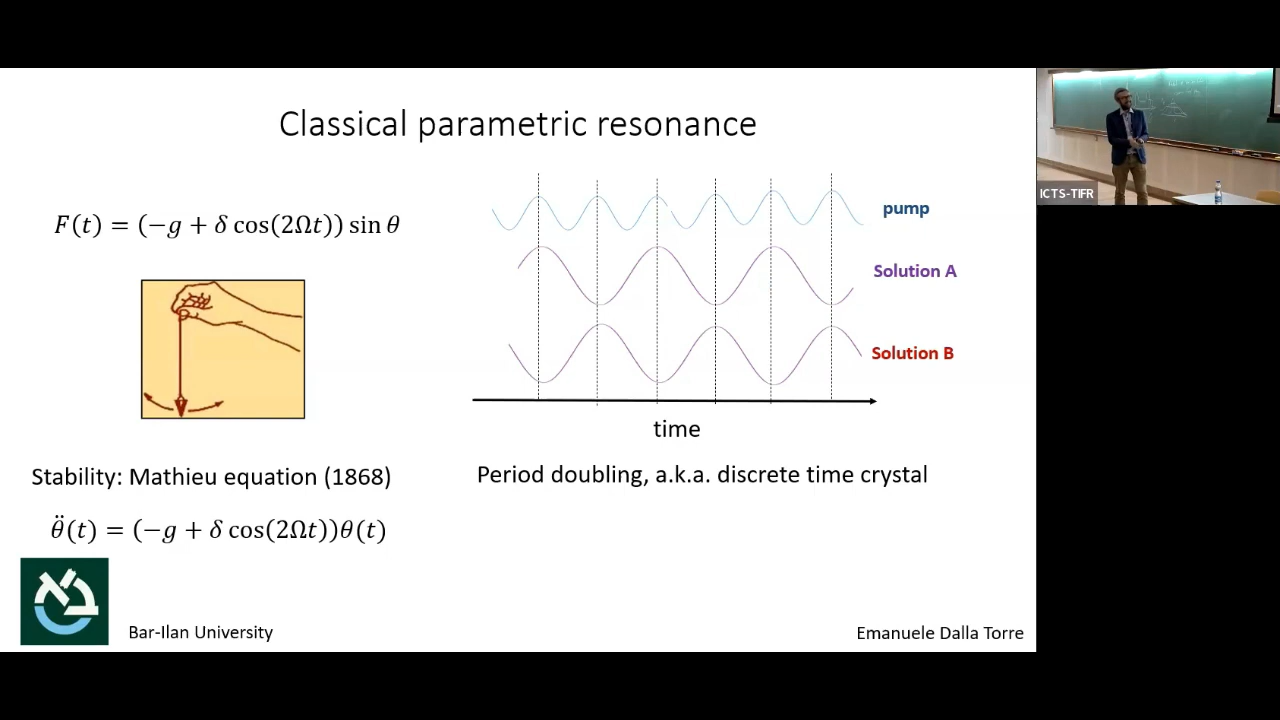 Classical parametric resonance
F(t) = (−g + δ cos(2Ωt)) sin θ
pump
Solution A
Solution B
time
Stability: Mathieu equation (1868)
Period doubling, a.k.a. discrete time crystal
θ̈(t) = (−g + δ cos(2Ωt))θ(t)
Bar-Ilan University
Emanuele Dalla Torre
ICTS-TIFR